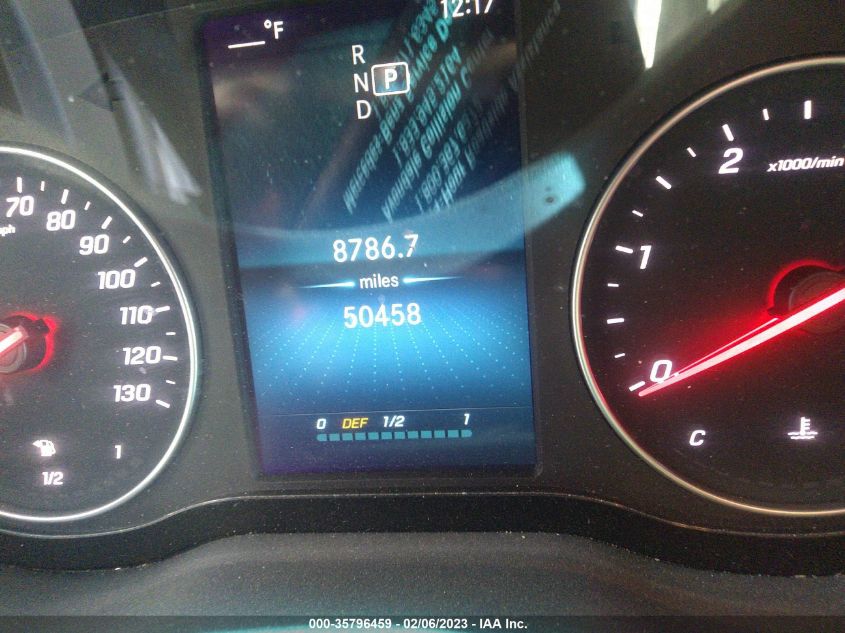 __°F
12:17
R
N P
D
8786.7
miles
50458
0 DEF 1/2 1
70
80
90
100
110
120
130
1/2
1
2
x1000/min
1
0
C
000-35796459 - 02/06/2023 - IAA Inc.